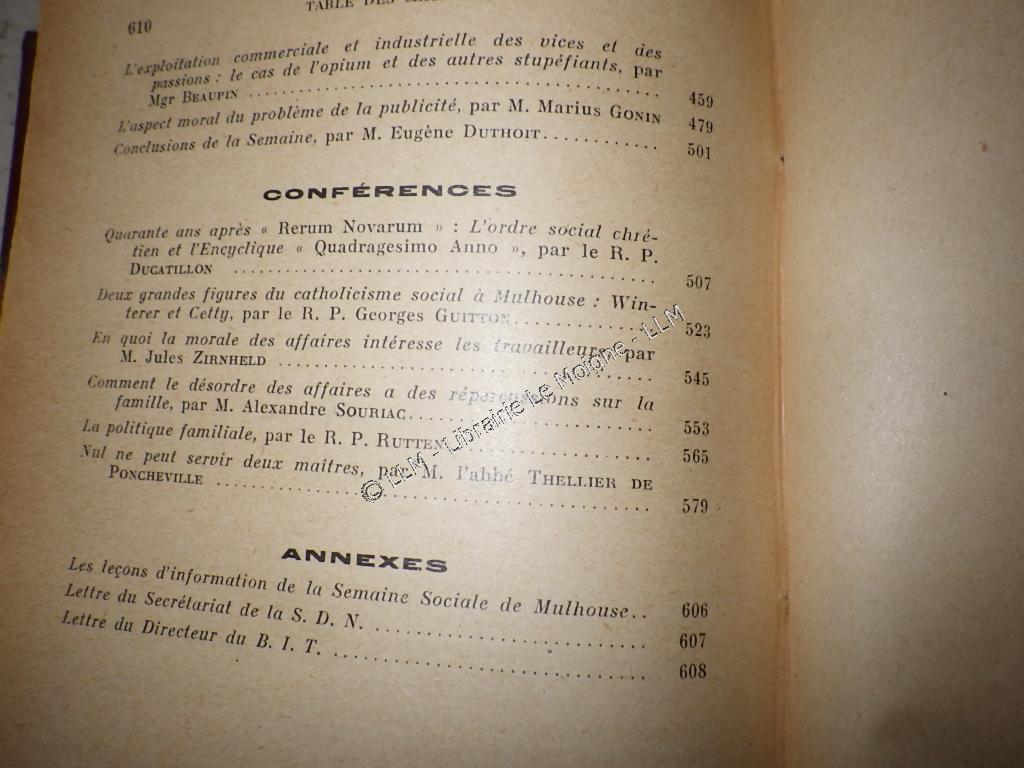 610
TABLE DES
L'exploitation commerciale et industrielle des vices et des
passions : le cas de l'opium et des autres stupéfiants, par
Mgr BEAUPIN .......... 459
L'aspect moral du problème de la publicité, par M. Marius GONIN 479
Conclusions de la Semaine, par M. Eugène DUTHOIT .......... 501
CONFÉRENCES
Quarante ans après « Rerum Novarum » : L'ordre social chré-
tien et l'Encyclique « Quadragesimo Anno », par le R. P.
DUCATILLON .......... 507
Deux grandes figures du catholicisme social à Mulhouse : Win-
terer et Cetty, par le R. P. Georges GUITTON .......... 523
En quoi la morale des affaires intéresse les travailleurs, par
M. Jules ZIRNHELD .......... 545
Comment le désordre des affaires a des répercussions sur la
famille, par M. Alexandre SOURIAC .......... 553
La politique familiale, par le R. P. RUTTEN .......... 565
Nul ne peut servir deux maîtres, par M. l'abbé THELLIER DE
PONCHEVILLE .......... 579
ANNEXES
Les leçons d'information de la Semaine Sociale de Mulhouse.. 606
Lettre du Secrétariat de la S. D. N. .......... 607
Lettre du Directeur du B. I. T. .......... 608
© LLM - Librairie Le Moigne - LLM